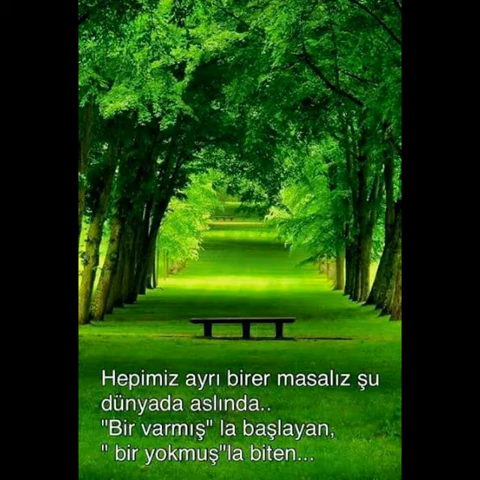 Hepimiz ayrı birer masalız şu
dünyada aslında..
"Bir varmış" la başlayan,
" bir yokmuş"la biten...